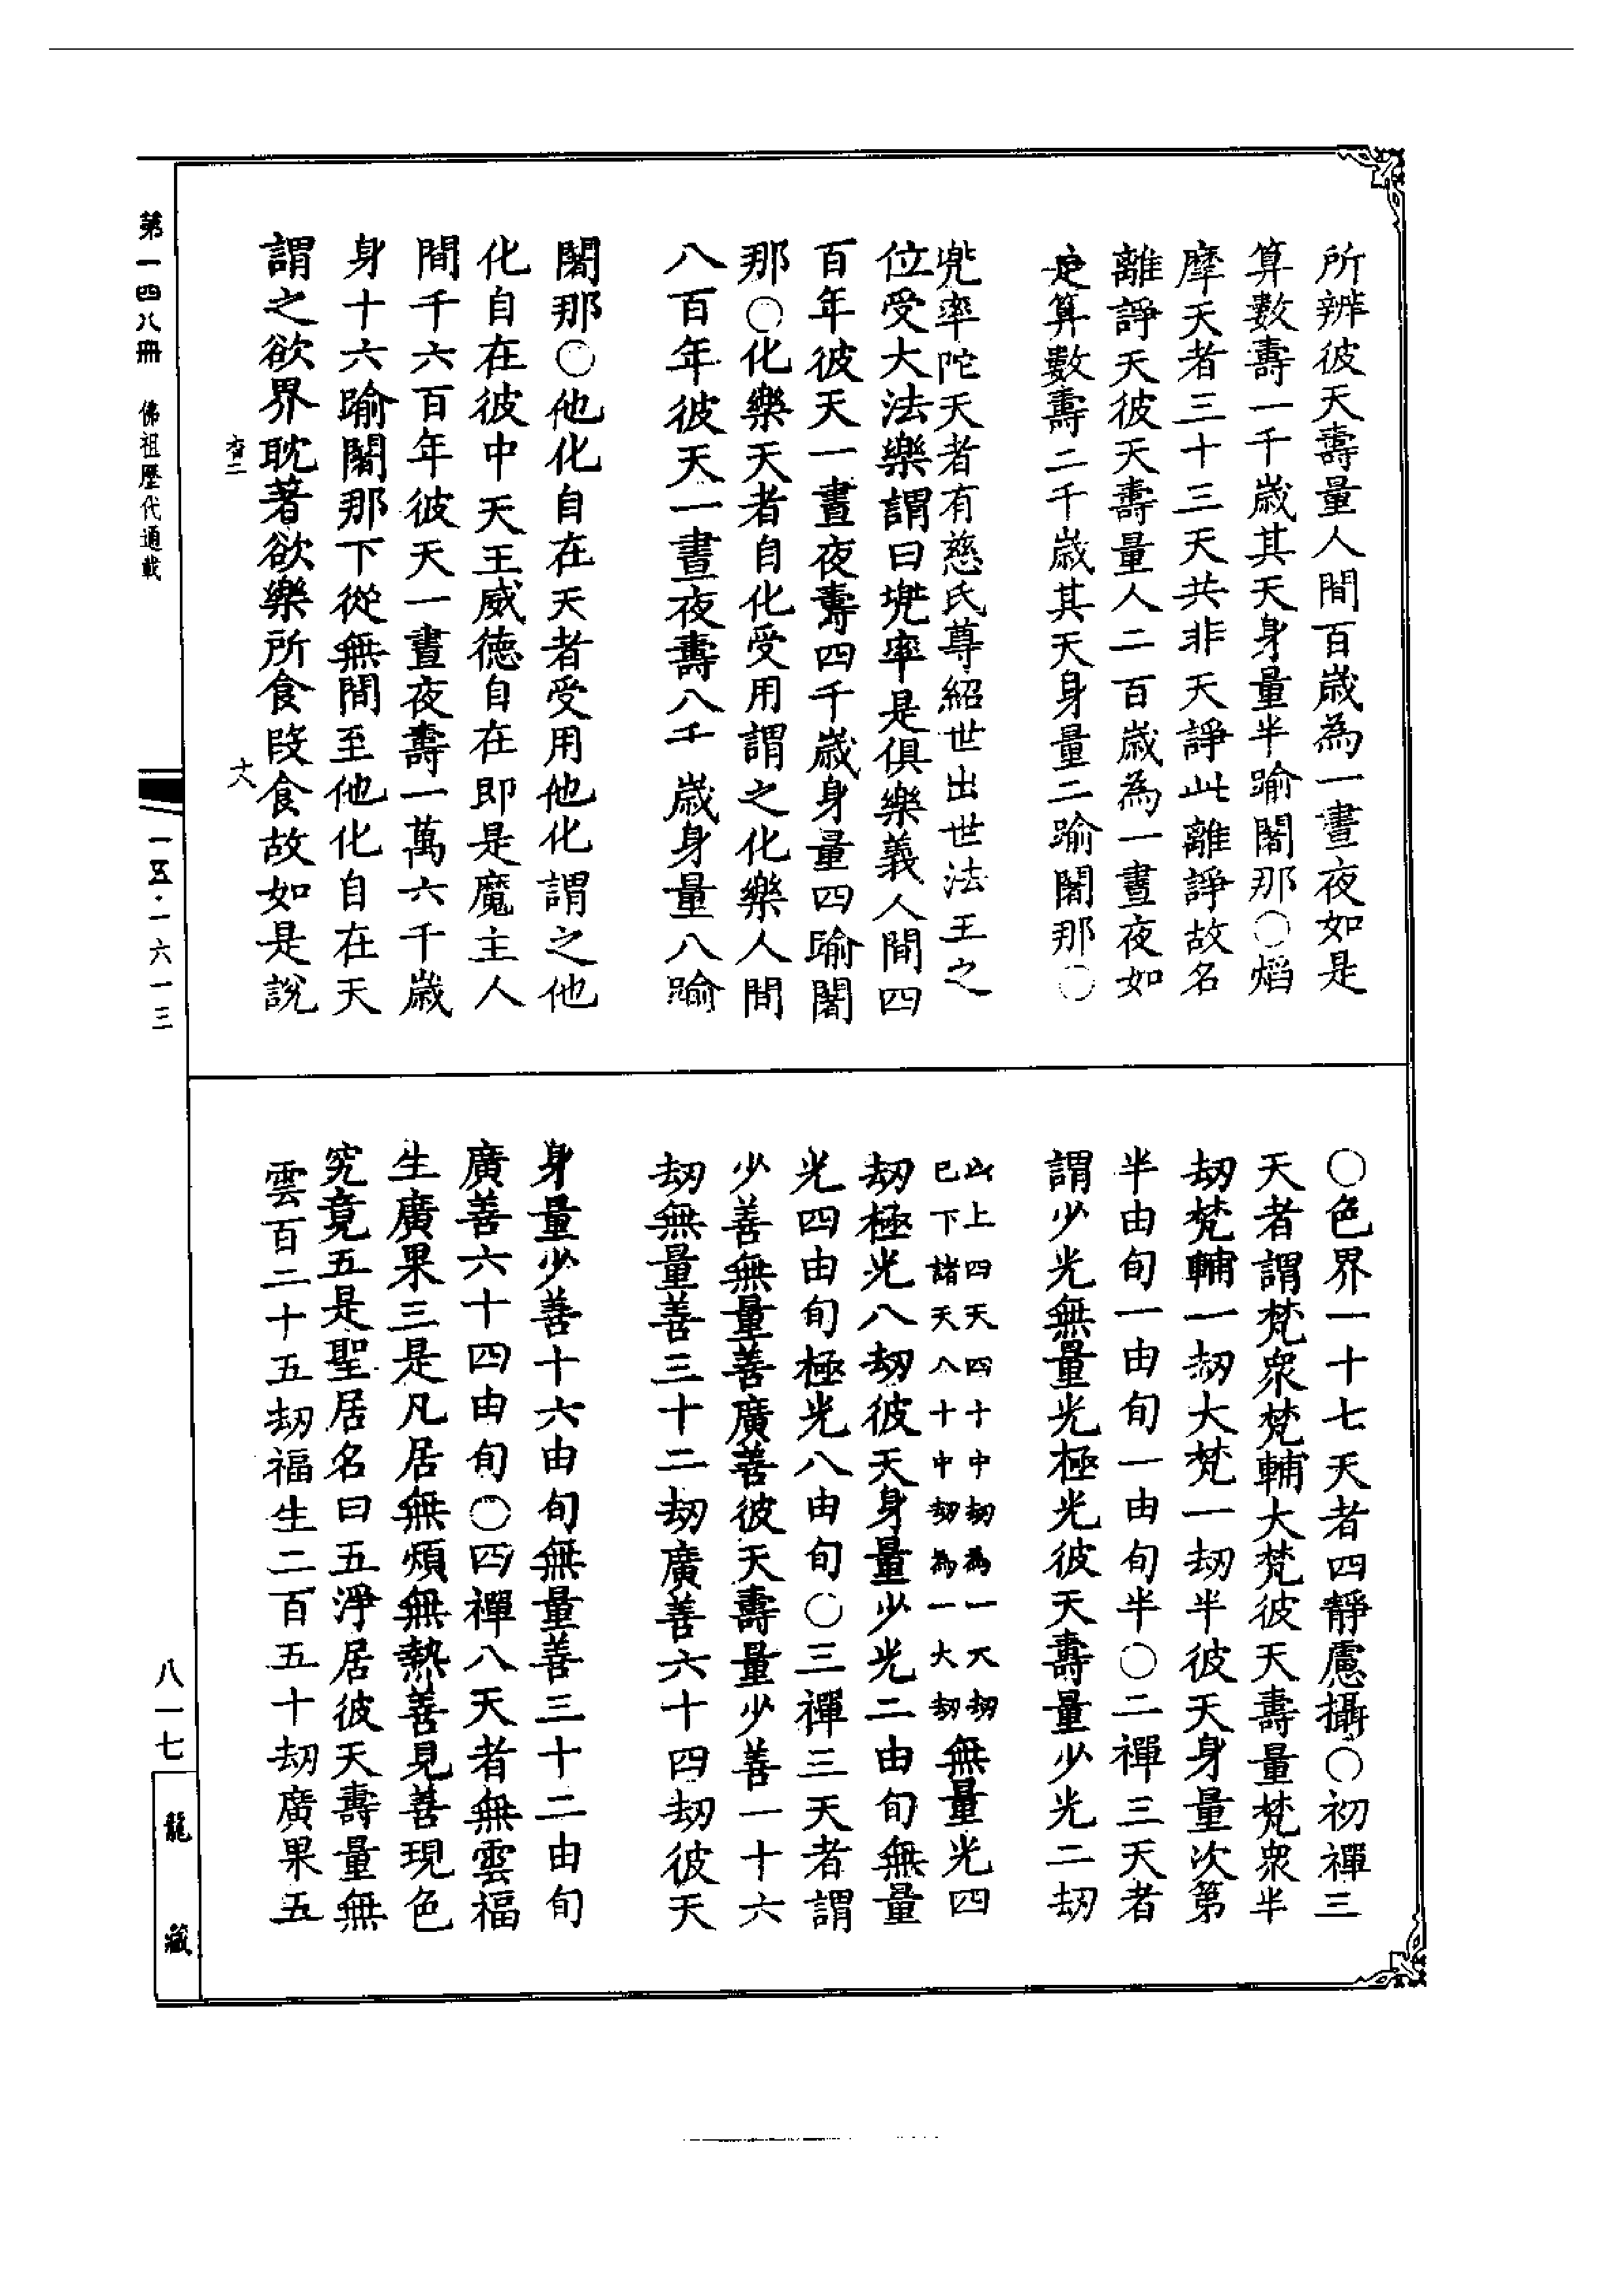 所辨彼天壽量人間百歲為一晝夜如是
算數壽一千歲其天身量半踰闍那○焰
摩天者三十三天共非天諍此離諍故名
離諍天彼天壽量人二百歲為一晝夜如
是算數壽二千歲其天身量二踰闍那○
兠率陀天者有慈氏尊紹世出世法王之
位受大法樂謂曰兠率是俱樂義人間四
百年彼天一晝夜壽四千歲身量四踰闍
那○化樂天者自化受用謂之化樂人間
八百年彼天一晝夜壽八千歲身量八踰
闍那○他化自在天者受用他化謂之他
化自在彼中天王威德自在即是魔主人
間千六百年彼天一晝夜壽一萬六千歲
身十六踰闍那下從無間至他化自在天
謂之欲界耽著欲樂所食段食故如是說
十八
○色界一十七天者四靜慮攝○初禪三
天者謂梵衆梵輔大梵彼天壽量梵衆半
劫梵輔一劫大梵一劫半彼天身量次第
半由旬一由旬一由旬半○二禪三天者
謂少光無量光極光彼天壽量少光二劫
此上四天四十中劫為一大劫
已下諸天八十中劫為一大劫
無量光四
劫極光八劫彼天身量少光二由旬無量
光四由旬極光八由旬○三禪三天者謂
少善無量善廣善彼天壽量少善一十六
劫無量善三十二劫廣善六十四劫彼天
身量少善十六由旬無量善三十二由旬
廣善六十四由旬○四禪八天者無雲福
生廣果三是凡居無煩無熱善見善現色
究竟五是聖居名曰五淨居彼天壽量無
雲百二十五劫福生二百五十劫廣果五
第一四八冊 佛祖歷代通載
一五·一六一三
八一七
龍藏